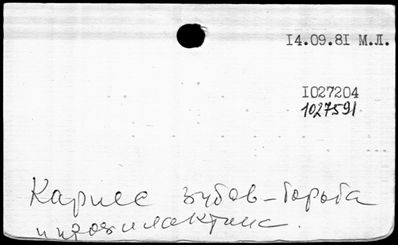 14.09.81 М.Л.
1027204
1027591
Кариес зубов - борьба
и профилактика.